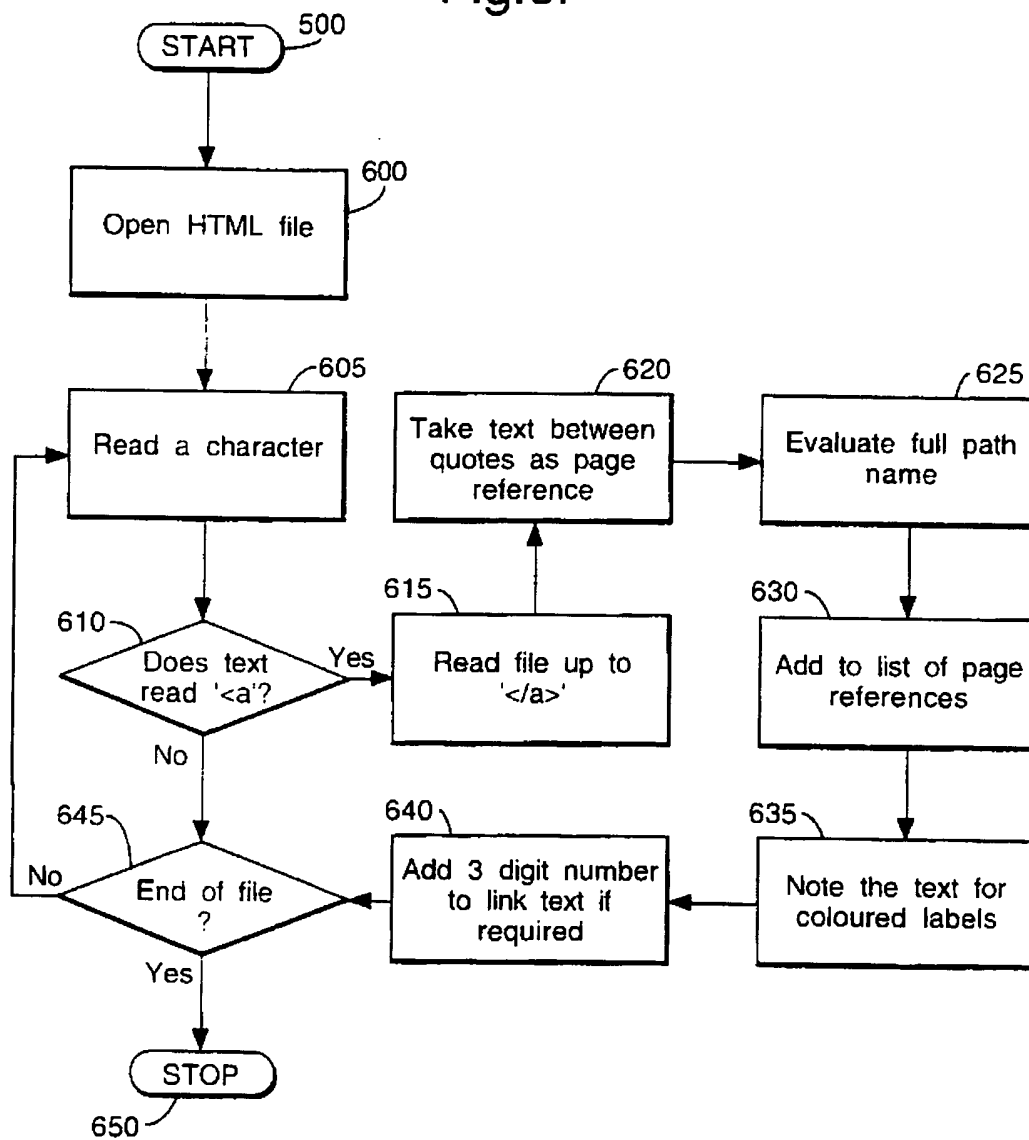 START
500
600
Open HTML file
605
Read a character
620
Take text between
quotes as page
reference
625
Evaluate full path
name
610
Does text
read '<a'?
Yes
No
615
Read file up to
'</a>'
630
Add to list of page
references
645
End of file
?
No
Yes
640
Add 3 digit number
to link text if
required
635
Note the text for
coloured labels
STOP
650